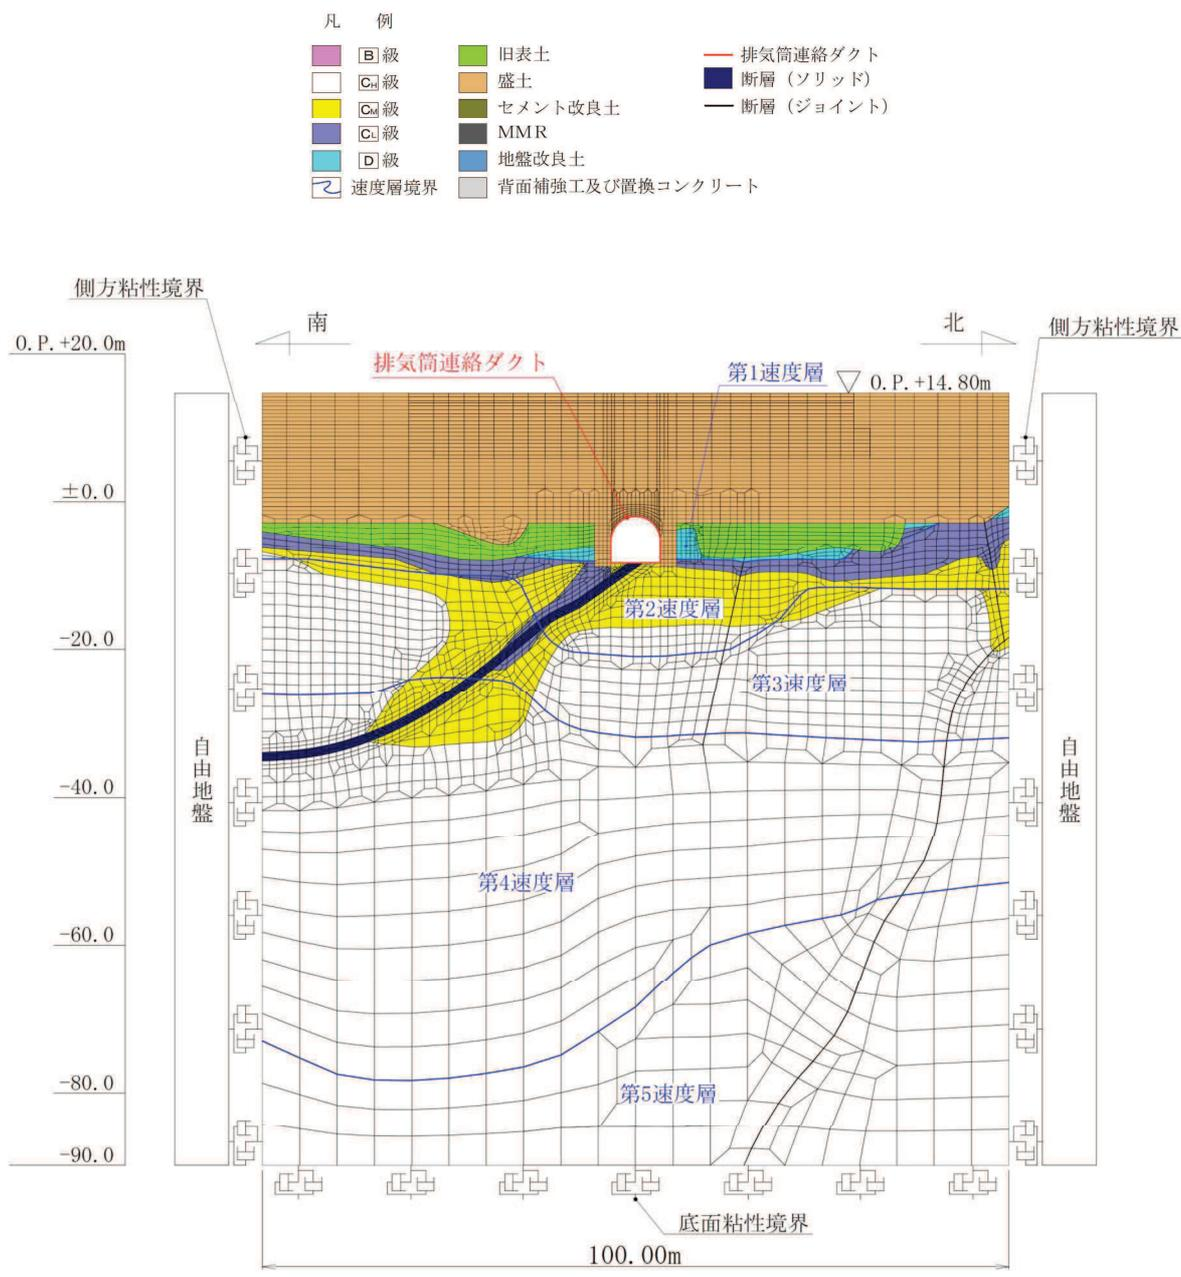 凡 例
B級
CH級
CM級
CL級
D級
速度層境界
旧表土
盛土
セメント改良土
MMR
地盤改良土
背面補強工及び置換コンクリート
排気筒連絡ダクト
断層（ソリッド）
断層（ジョイント）
側方粘性境界
南
北
側方粘性境界
O.P.+20.0m
排気筒連絡ダクト
第1速度層
O.P.+14.80m
±0.0
第2速度層
-20.0
第3速度層
自由地盤
自由地盤
-40.0
第4速度層
-60.0
-80.0
第5速度層
-90.0
底面粘性境界
100.00m